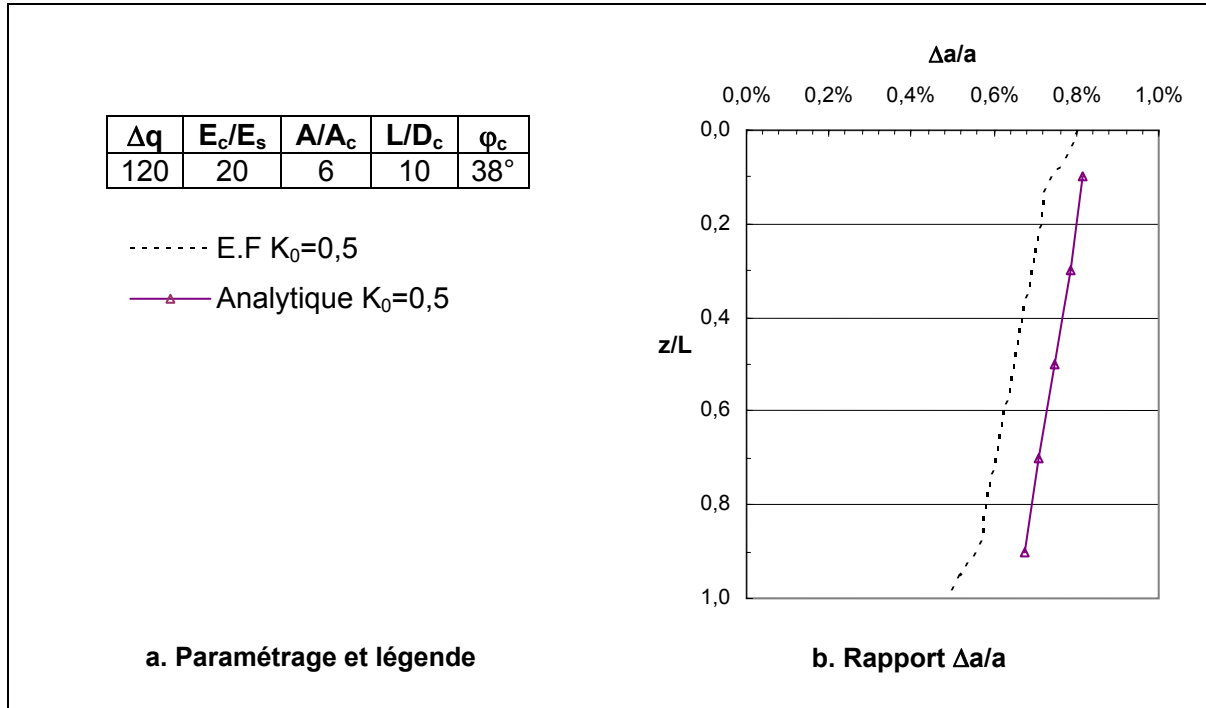 Δq E_c/E_s A/A_c L/D_c φ_c
120 20 6 10 38°
E.F K_0=0,5
Analytique K_0=0,5
a. Paramétrage et légende
Δa/a
0,0% 0,2% 0,4% 0,6% 0,8% 1,0%
0,0
0,2
0,4
z/L
0,6
0,8
1,0
b. Rapport Δa/a